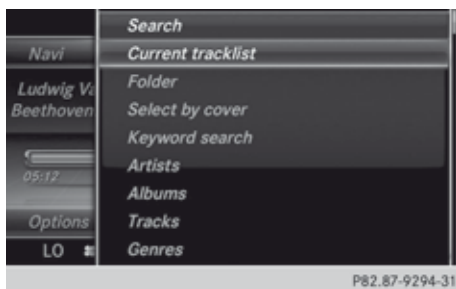 Search
Navi
Current tracklist
Ludwig Va
Folder
Beethoven
Select by cover
Keyword search
05:12
Artists
Albums
Options
Tracks
LO
Genres
P82.87-9294-31